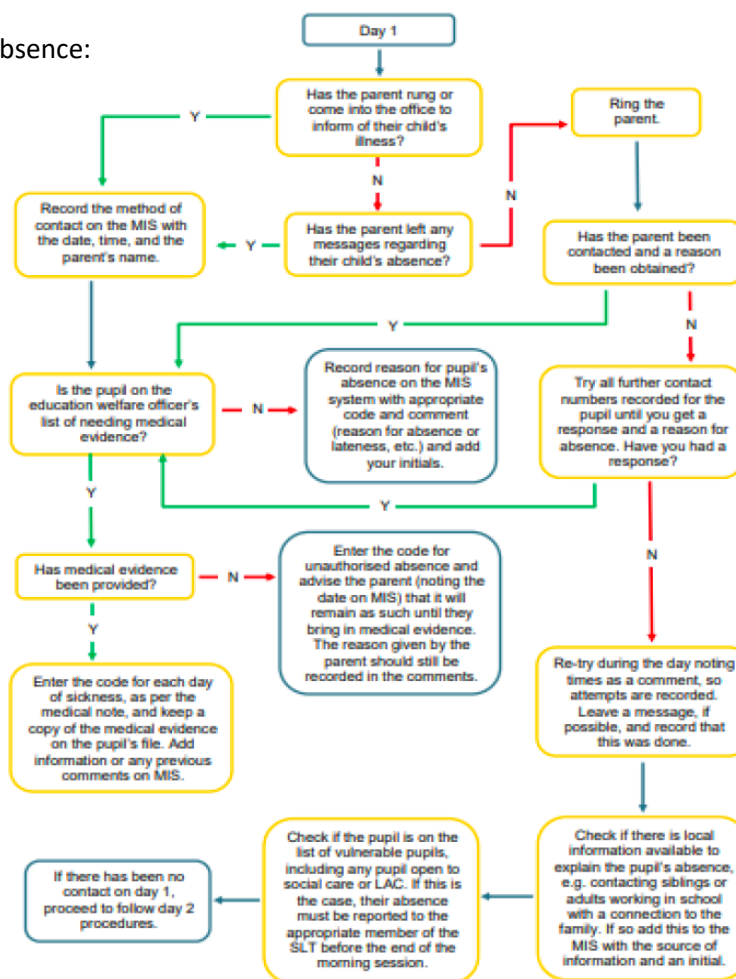 bsence:
Day 1
Has the parent rung or
come into the office to
inform of their child's
illness?
Y
N
Ring the
parent.
Record the method of
contact on the MIS with
the date, time, and the
parent's name.
Y
Has the parent left any
messages regarding
their child's absence?
N
Has the parent been
contacted and a reason
been obtained?
Y
N
Is the pupil on the
education welfare officer's
list of needing medical
evidence?
N
Record reason for pupil's
absence on the MIS
system with appropriate
code and comment
(reason for absence or
lateness, etc.) and add
your initials.
Try all further contact
numbers recorded for the
pupil until you get a
response and a reason for
absence. Have you had a
response?
Y
Y
N
Has medical evidence
been provided?
N
Enter the code for
unauthorised absence and
advise the parent (noting
the date on MIS) that it will
remain as such until they
bring in medical evidence.
The reason given by the
parent should still be
recorded in the comments.
Y
Enter the code for each day
of sickness, as per the
medical note, and keep a
copy of the medical evidence
on the pupil's file. Add
information or any previous
comments on MIS.
Re-try during the day noting
times as a comment, so
attempts are recorded.
Leave a message, if
possible, and record that
this was done.
Check if there is local
information available to
explain the pupil's absence,
e.g. contacting siblings or
adults working in school
with a connection to the
family. If so add this to the
MIS with the source of
information and an initial.
Check if the pupil is on the
list of vulnerable pupils,
including any pupil open to
social care or LAC. If this is
the case, their absence
must be reported to the
appropriate member of the
SLT before the end of the
morning session.
If there has been no
contact on day 1,
proceed to follow day 2
procedures.